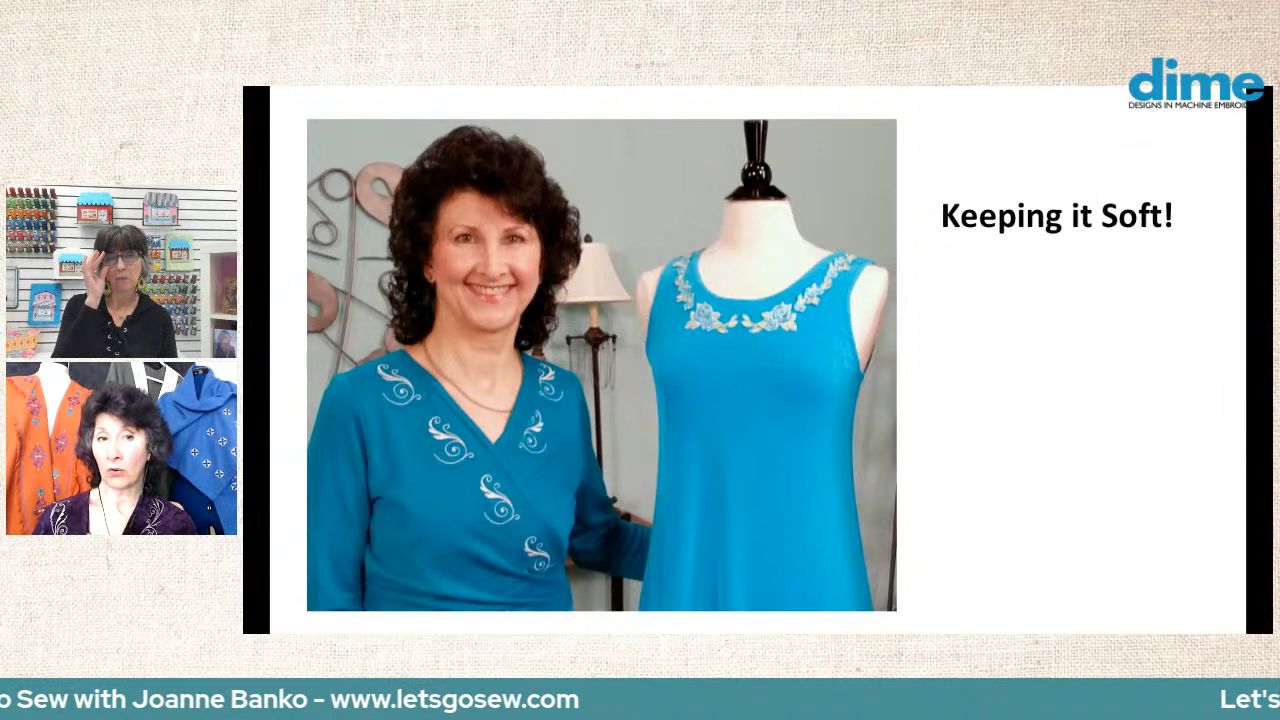 dime
DESIGNS IN MACHINE EMBROI
Keeping it Soft!
o Sew with Joanne Banko - www.letsgosew.com
Let's